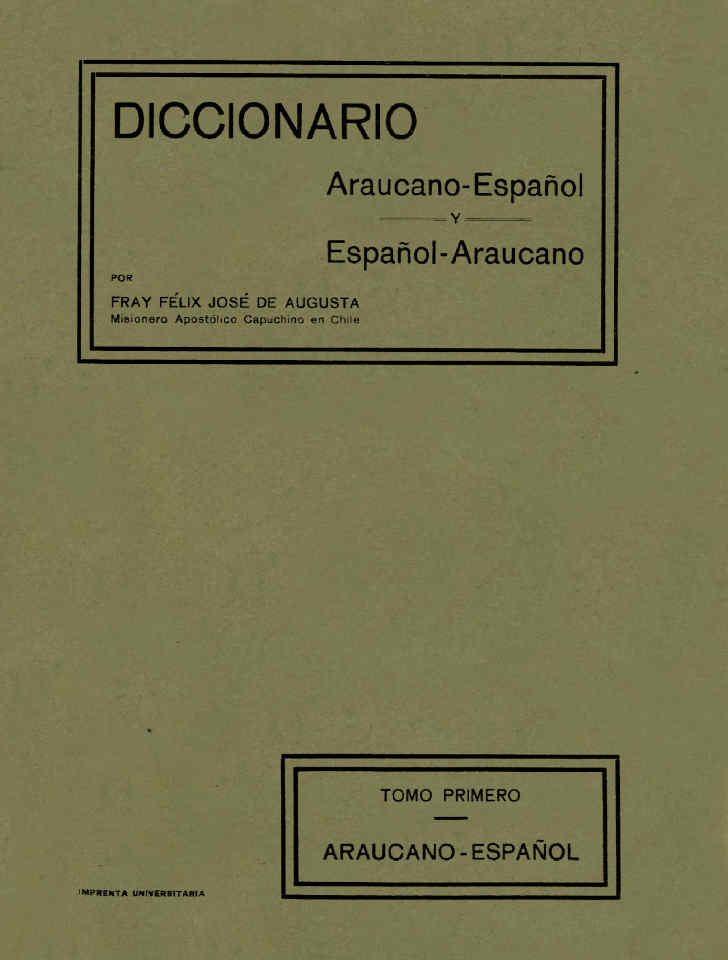 DICCIONARIO
Araucano-Español
Y
Español-Araucano
POR
FRAY FÉLIX JOSÉ DE AUGUSTA
Misionero Apostólico Capuchino en Chile
TOMO PRIMERO
ARAUCANO-ESPAÑOL
IMPRENTA UNIVERSITARIA